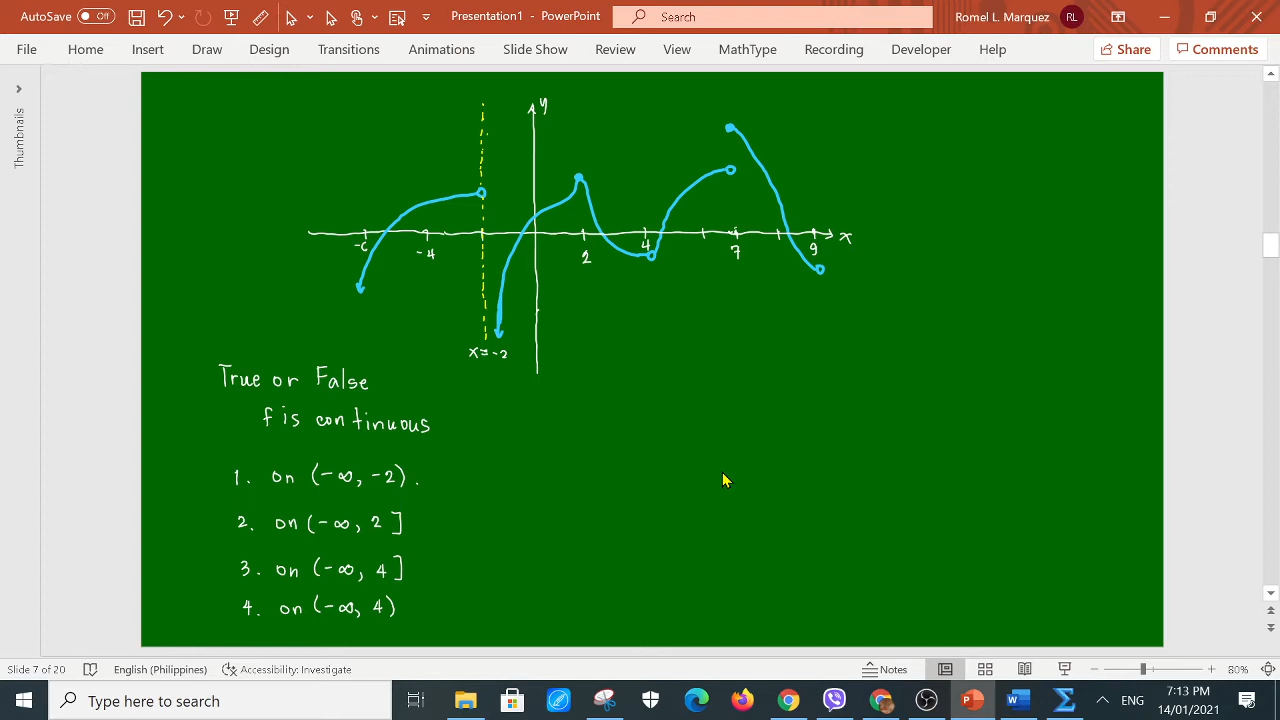 AutoSave Off Presentation1 - PowerPoint Search Romel L. Marquez RL
File Home Insert Draw Design Transitions Animations Slide Show Review View MathType Recording Developer Help Share Comments
Thumbnails
y
-6 -4 2 4 7 9 x
x=-2
True or False
f is continuous
1. on (-∞, -2).
2. on (-∞, 2]
3. on (-∞, 4]
4. on (-∞, 4)
Slide 7 of 20 English (Philippines) Accessibility: Investigate Notes 80%
Type here to search ENG 7:13 PM
14/01/2021